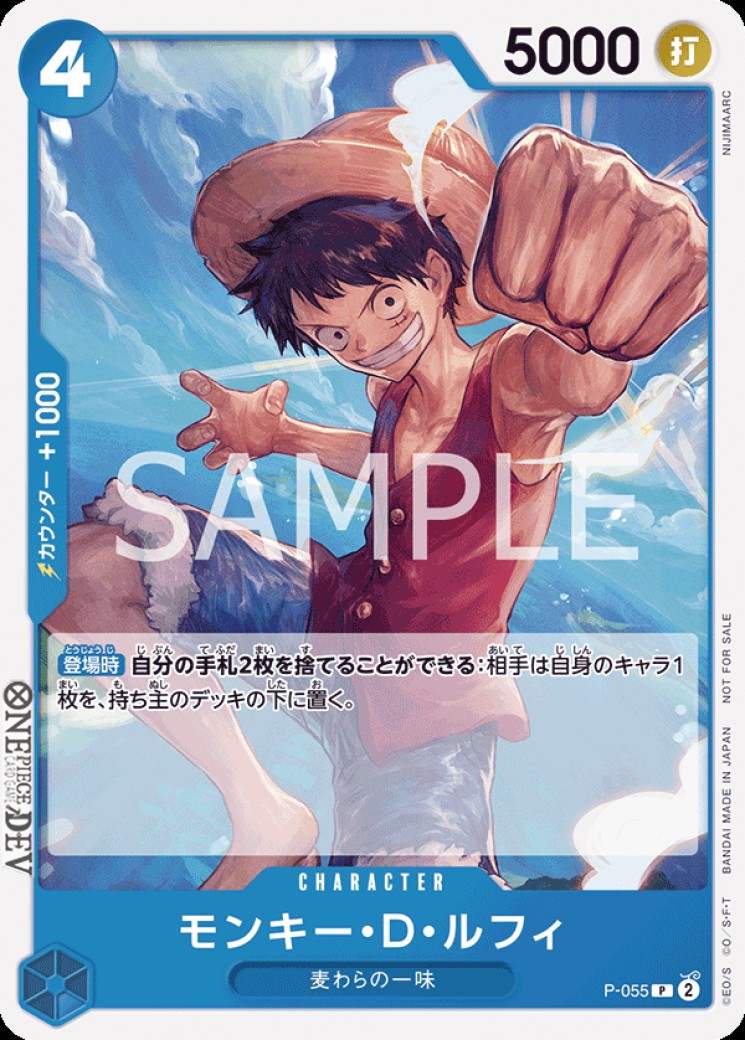 4
5000 打
NIJIMAARC
カウンター +1000
SAMPLE
登場時 自分の手札2枚を捨てることができる:相手は自身のキャラ1
枚を、持ち主のデッキの下に置く。
ONE PIECE
CARD GAME
DEV
NOT FOR SALE
BANDAI MADE IN JAPAN
©EO/S ©O/S・F・T
CHARACTER
モンキー・D・ルフィ
麦わらの一味
P-055 P 2